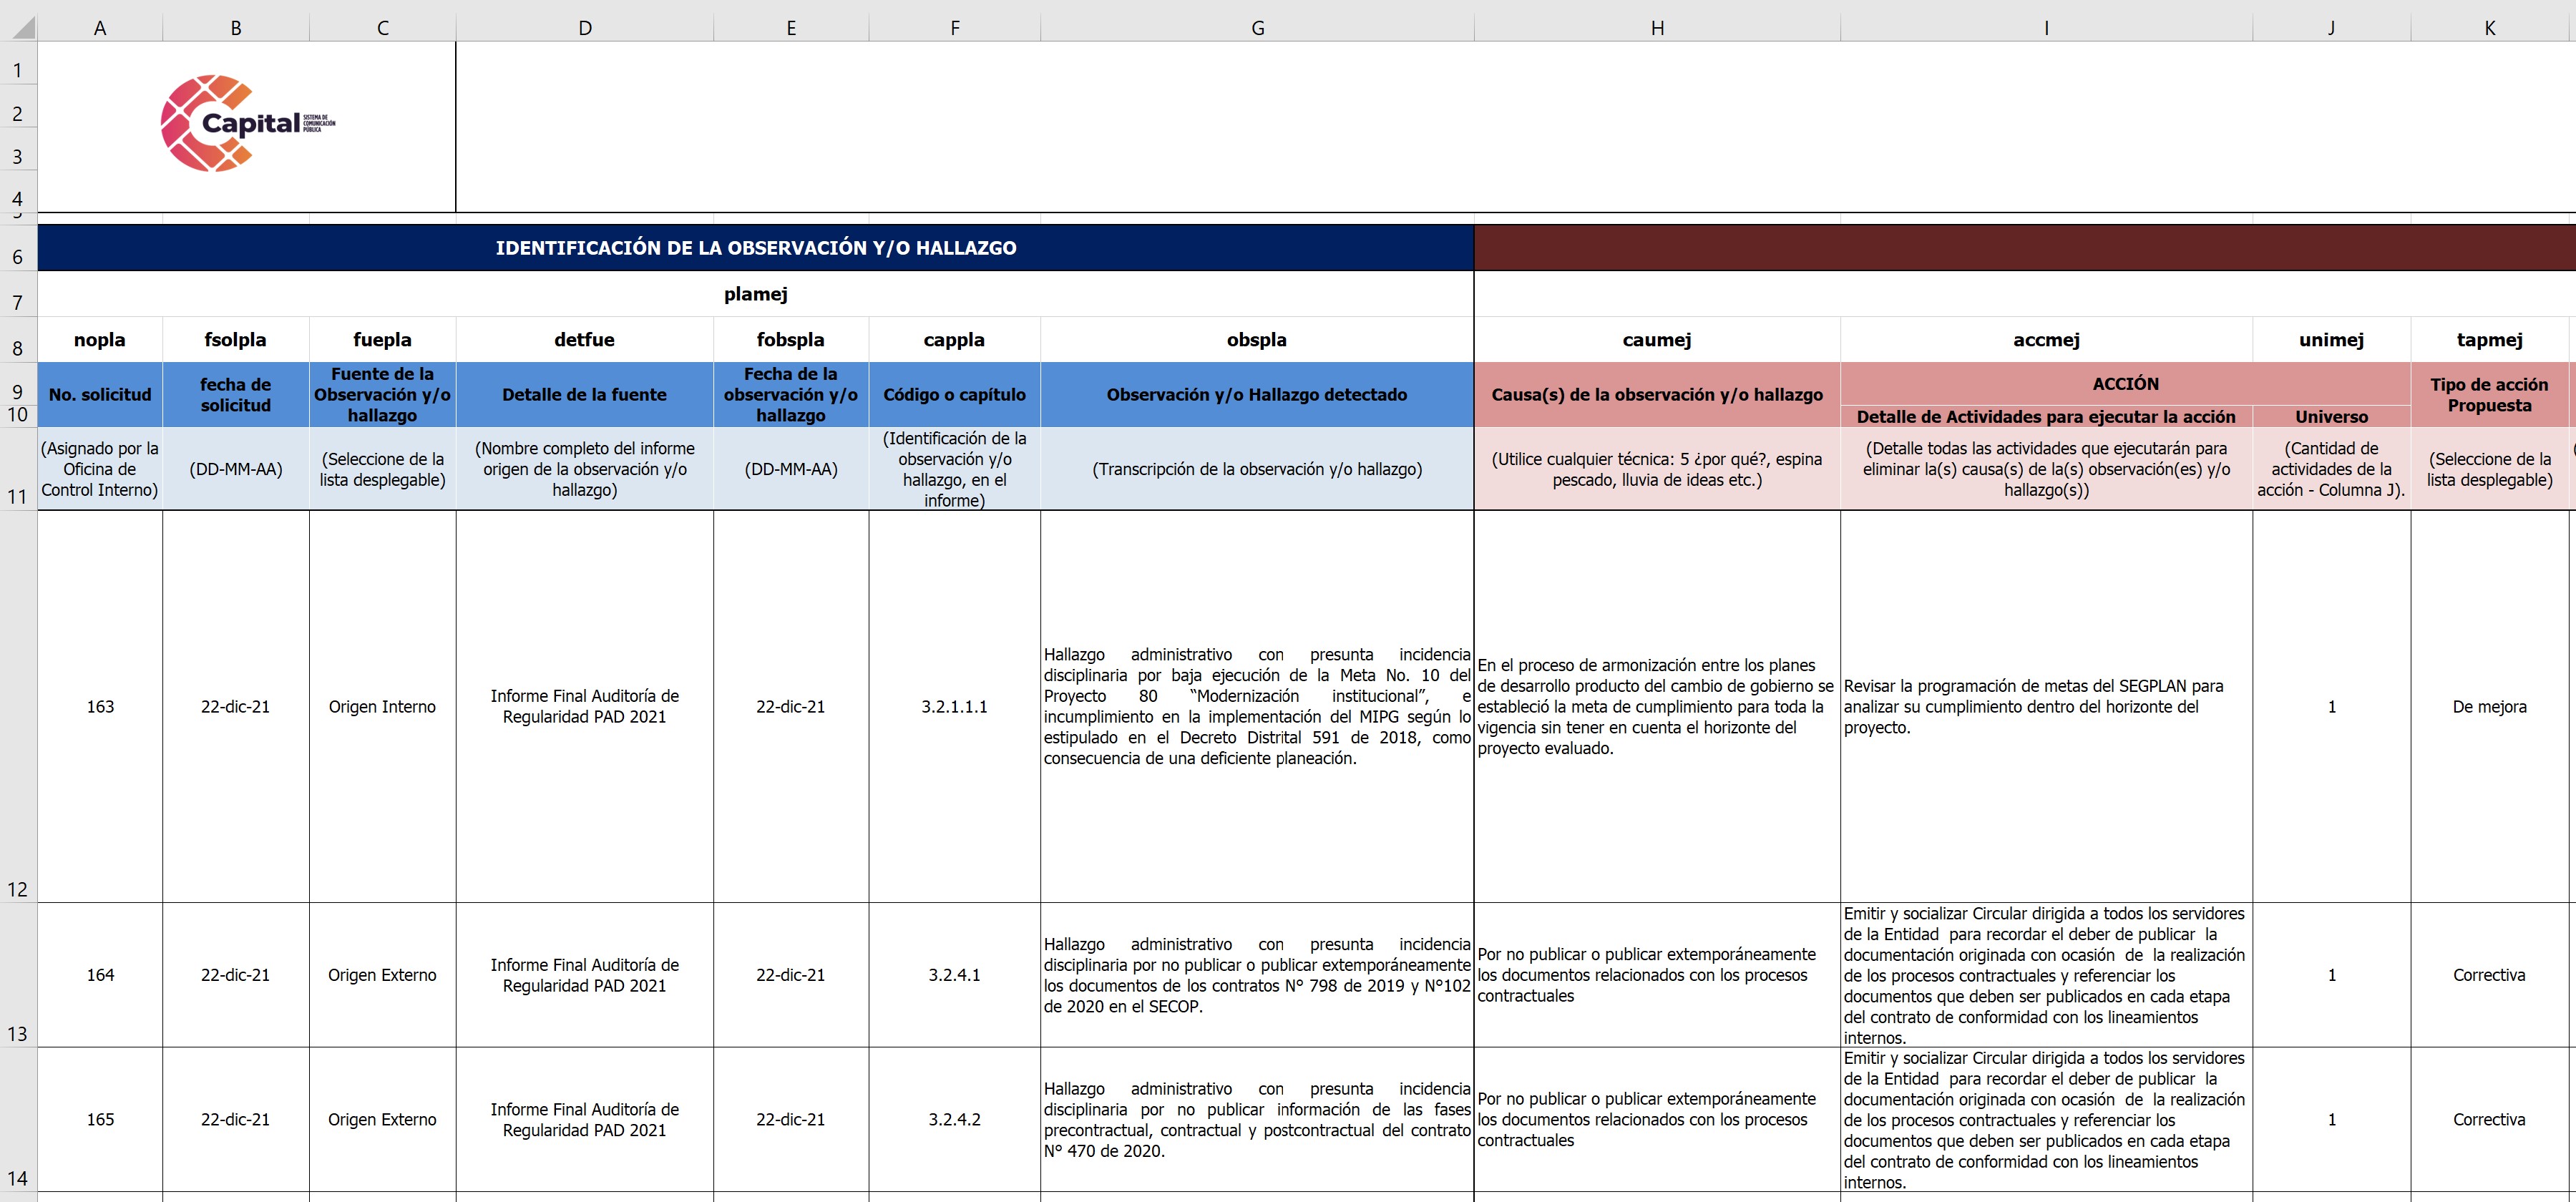 A B C D E F G H I J K
1
2
3
4
5
6
7
8
9
10
11
12
13
14
Capital
SISTEMA DE
COMUNICACIÓN
PÚBLICA
IDENTIFICACIÓN DE LA OBSERVACIÓN Y/O HALLAZGO
plamej
nopla
fsolpla
fuepla
detfue
fobspla
cappla
obspla
caumej
accmej
unimej
tapmej
No. solicitud
fecha de
solicitud
Fuente de la
Observación y/o
hallazgo
Detalle de la fuente
Fecha de la
observación y/o
hallazgo
Código o capítulo
Observación y/o Hallazgo detectado
Causa(s) de la observación y/o hallazgo
ACCIÓN
Detalle de Actividades para ejecutar la acción
Universo
Tipo de acción
Propuesta
(Asignado por la
Oficina de
Control Interno)
(DD-MM-AA)
(Seleccione de la
lista desplegable)
(Nombre completo del informe
origen de la observación y/o
hallazgo)
(DD-MM-AA)
(Identificación de la
observación y/o
hallazgo, en el
informe)
(Transcripción de la observación y/o hallazgo)
(Utilice cualquier técnica: 5 ¿por qué?, espina
pescado, lluvia de ideas etc.)
(Detalle todas las actividades que ejecutarán para
eliminar la(s) causa(s) de la(s) observación(es) y/o
hallazgo(s))
(Cantidad de
actividades de la
acción - Columna J).
(Seleccione de la
lista desplegable)
163
22-dic-21
Origen Interno
Informe Final Auditoría de
Regularidad PAD 2021
22-dic-21
3.2.1.1.1
Hallazgo administrativo con presunta incidencia
disciplinaria por baja ejecución de la Meta No. 10 del
Proyecto 80 “Modernización institucional”, e
incumplimiento en la implementación del MIPG según lo
estipulado en el Decreto Distrital 591 de 2018, como
consecuencia de una deficiente planeación.
En el proceso de armonización entre los planes
de desarrollo producto del cambio de gobierno se
estableció la meta de cumplimiento para toda la
vigencia sin tener en cuenta el horizonte del
proyecto evaluado.
Revisar la programación de metas del SEGPLAN para
analizar su cumplimiento dentro del horizonte del
proyecto.
1
De mejora
164
22-dic-21
Origen Externo
Informe Final Auditoría de
Regularidad PAD 2021
22-dic-21
3.2.4.1
Hallazgo administrativo con presunta incidencia
disciplinaria por no publicar o publicar extemporáneamente
los documentos de los contratos N° 798 de 2019 y N°102
de 2020 en el SECOP.
Por no publicar o publicar extemporáneamente
los documentos relacionados con los procesos
contractuales
Emitir y socializar Circular dirigida a todos los servidores
de la Entidad para recordar el deber de publicar la
documentación originada con ocasión de la realización
de los procesos contractuales y referenciar los
documentos que deben ser publicados en cada etapa
del contrato de conformidad con los lineamientos
internos.
1
Correctiva
165
22-dic-21
Origen Externo
Informe Final Auditoría de
Regularidad PAD 2021
22-dic-21
3.2.4.2
Hallazgo administrativo con presunta incidencia
disciplinaria por no publicar información de las fases
precontractual, contractual y postcontractual del contrato
N° 470 de 2020.
Por no publicar o publicar extemporáneamente
los documentos relacionados con los procesos
contractuales
Emitir y socializar Circular dirigida a todos los servidores
de la Entidad para recordar el deber de publicar la
documentación originada con ocasión de la realización
de los procesos contractuales y referenciar los
documentos que deben ser publicados en cada etapa
del contrato de conformidad con los lineamientos
internos.
1
Correctiva